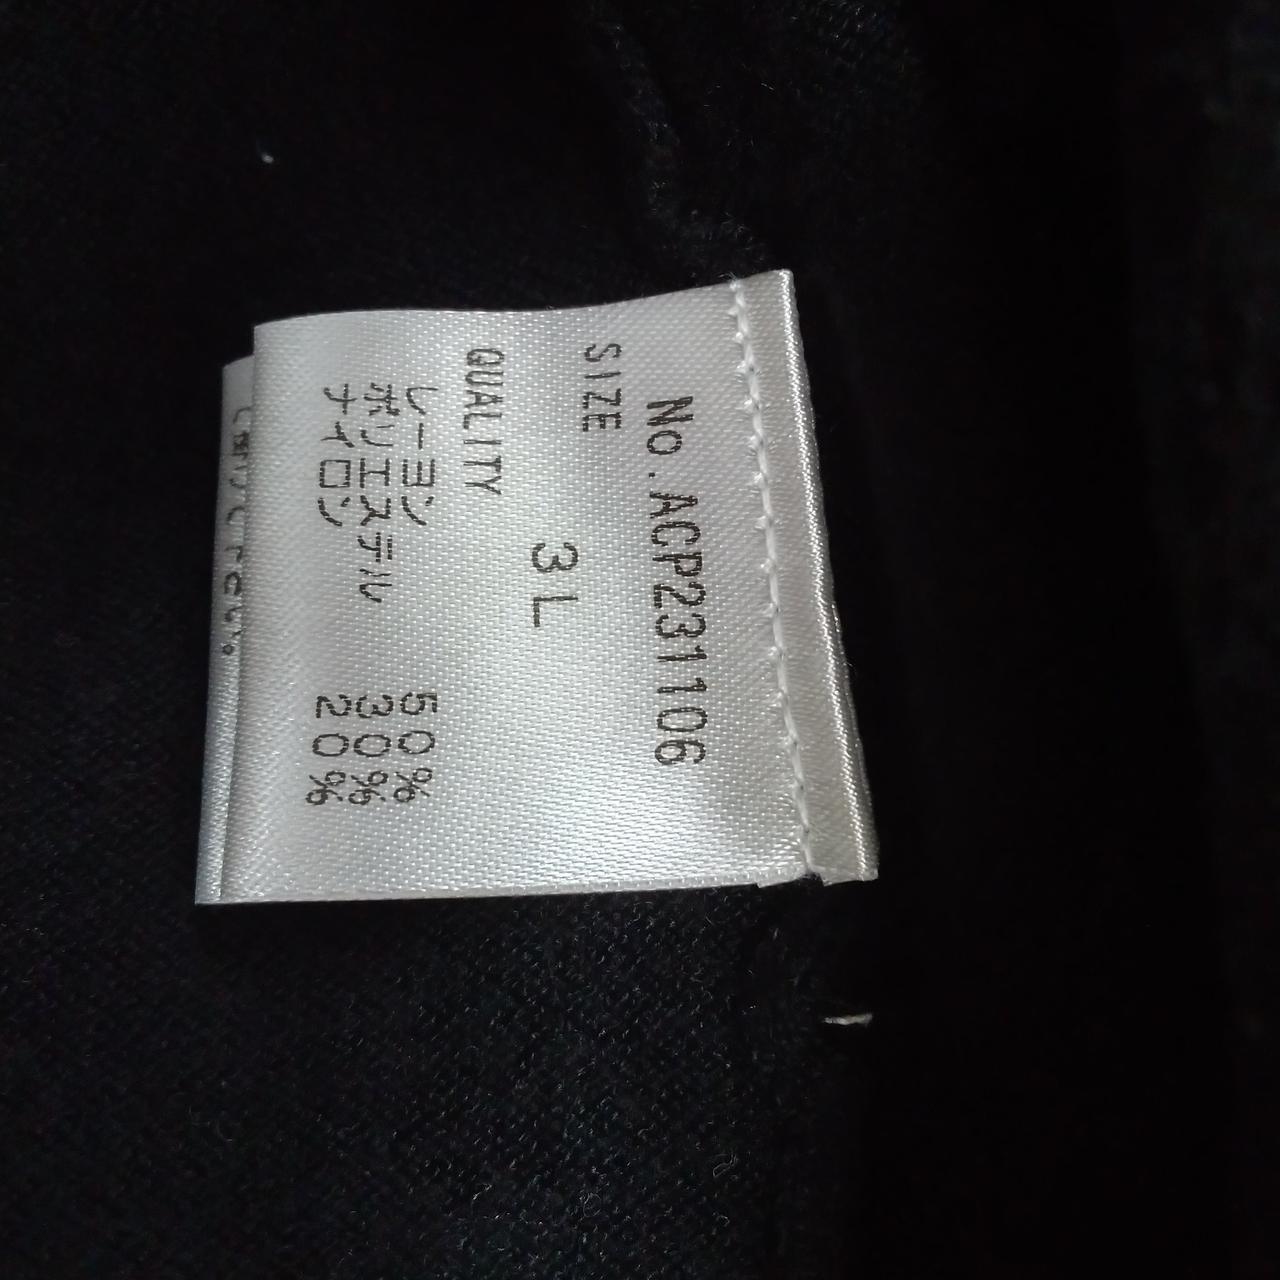 No.ACP231106
SIZE
3L
QUALITY
レーヨン 50%
ポリエステル 30%
ナイロン 20%